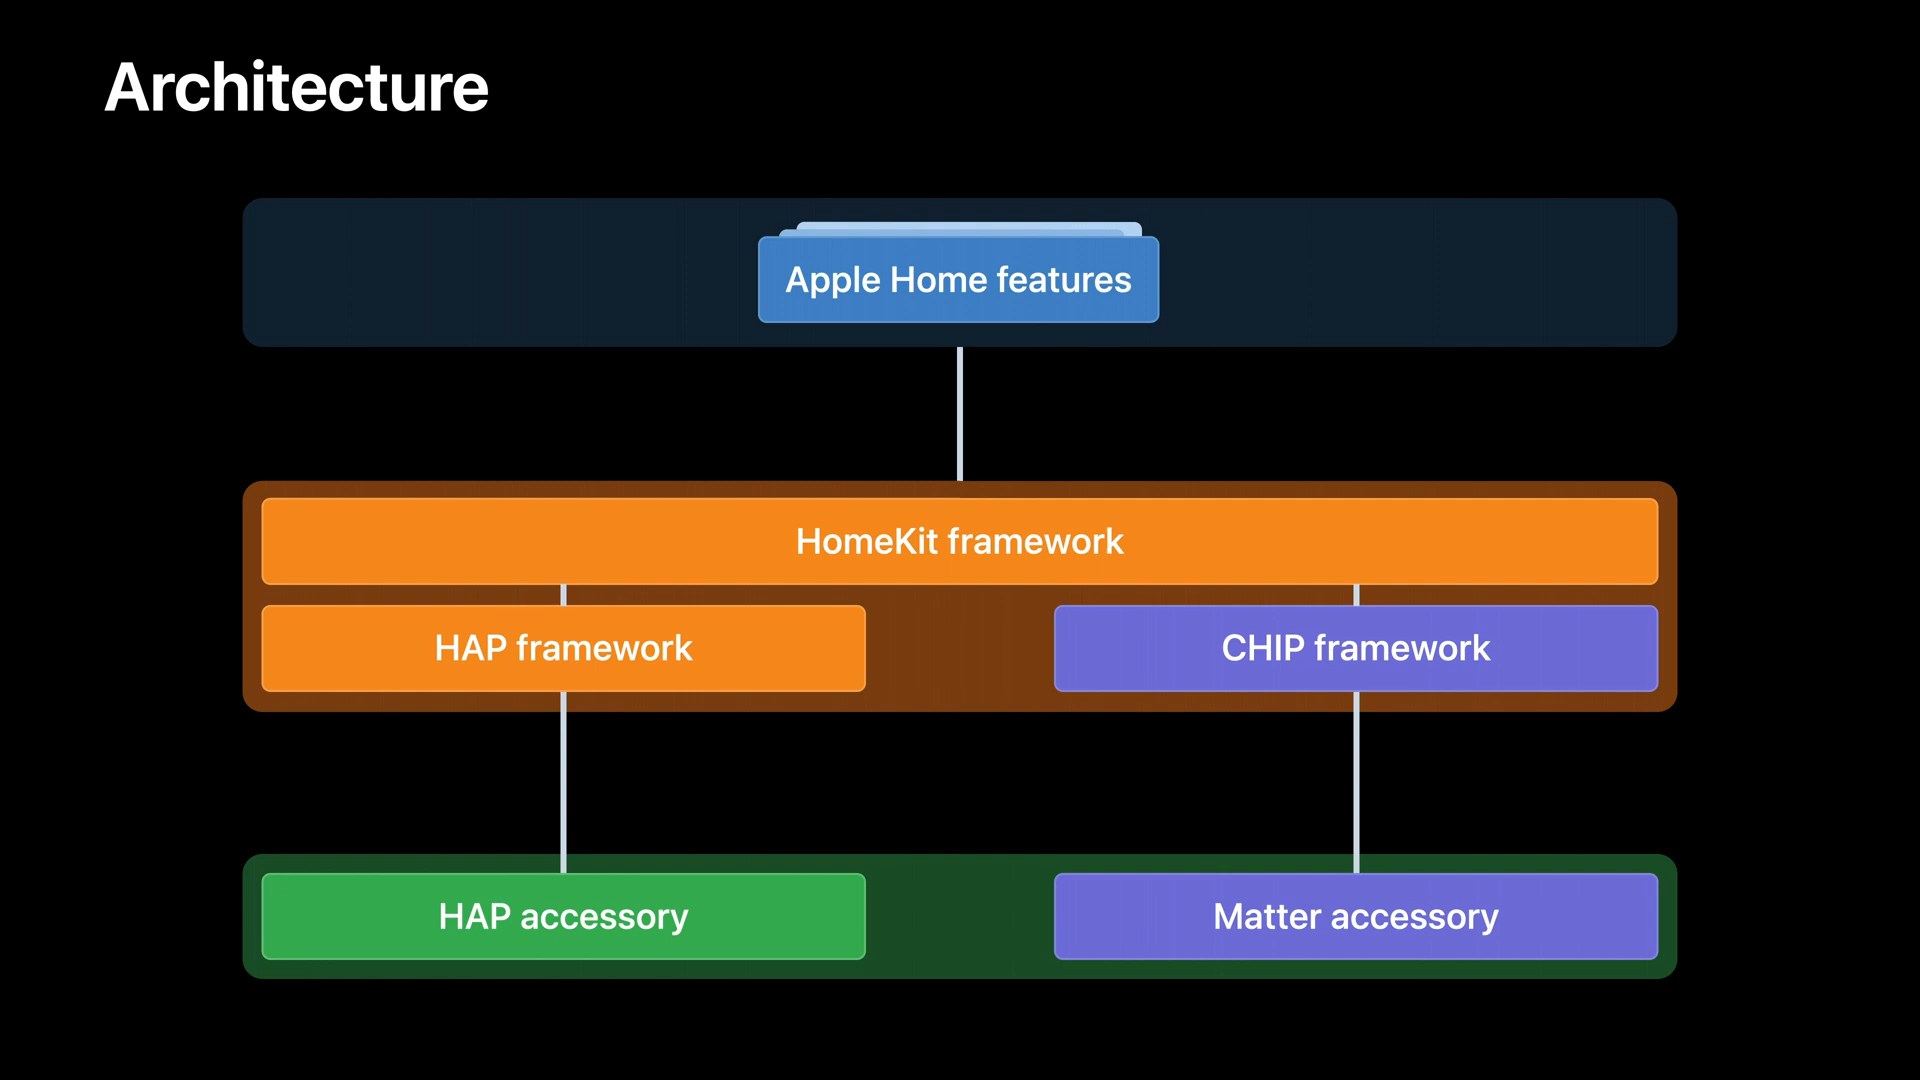 Architecture
Apple Home features
HomeKit framework
HAP framework
CHIP framework
HAP accessory
Matter accessory